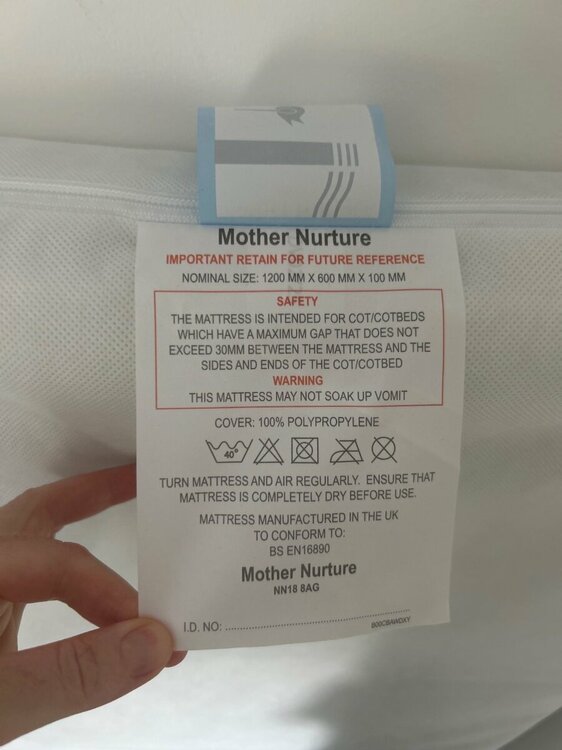 Mother Nurture
IMPORTANT RETAIN FOR FUTURE REFERENCE
NOMINAL SIZE: 1200 MM X 600 MM X 100 MM
SAFETY
THE MATTRESS IS INTENDED FOR COT/COTBEDS
WHICH HAVE A MAXIMUM GAP THAT DOES NOT
EXCEED 30MM BETWEEN THE MATTRESS AND THE
SIDES AND ENDS OF THE COT/COTBED
WARNING
THIS MATTRESS MAY NOT SOAK UP VOMIT
COVER: 100% POLYPROPYLENE
40°
TURN MATTRESS AND AIR REGULARLY. ENSURE THAT
MATTRESS IS COMPLETELY DRY BEFORE USE.
MATTRESS MANUFACTURED IN THE UK
TO CONFORM TO:
BS EN16890
Mother Nurture
NN18 8AG
I.D. NO: ..........................................................